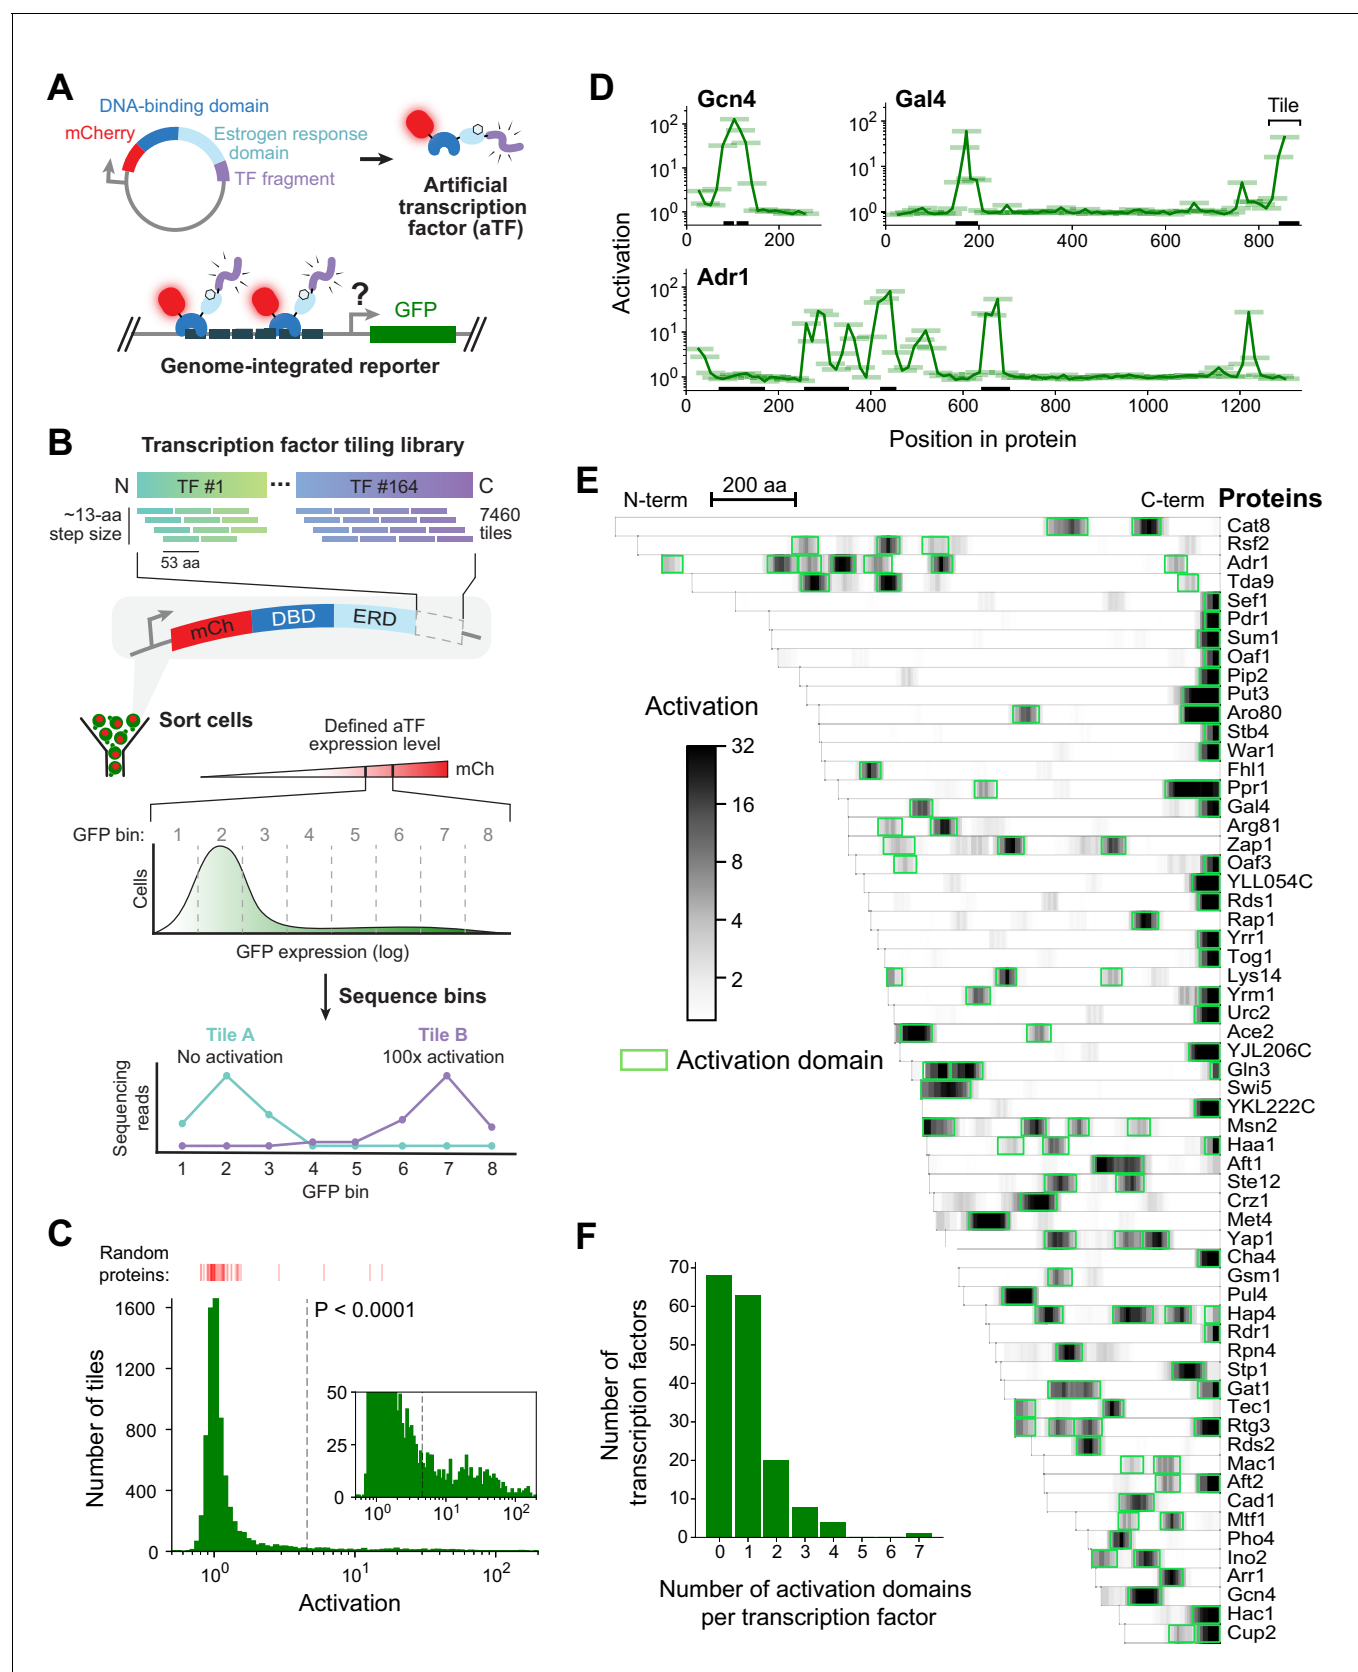 A
DNA-binding domain
mCherry
Estrogen response
domain
TF fragment
Artificial
transcription
factor (aTF)
?
GFP
Genome-integrated reporter
B
Transcription factor tiling library
N
TF #1
...
TF #164
C
~13-aa
step size
7460
tiles
53 aa
mCh
DBD
ERD
Sort cells
Defined aTF
expression level
mCh
GFP bin:
1 2 3 4 5 6 7 8
Cells
GFP expression (log)
Sequence bins
Tile A
No activation
Tile B
100x activation
Sequencing
reads
1 2 3 4 5 6 7 8
GFP bin
C
Random
proteins:
P < 0.0001
Number of tiles
1600
1200
800
400
0
10^0 10^1 10^2
Activation
50
25
0
10^0 10^1 10^2
D
Gcn4
Gal4
Tile
Activation
10^2
10^1
10^0
0 200
10^2
10^1
10^0
0 200 400 600 800
Adr1
10^2
10^1
10^0
0 200 400 600 800 1000 1200
Position in protein
E
N-term
200 aa
C-term
Proteins
Cat8
Rsf2
Adr1
Tda9
Sef1
Pdr1
Sum1
Oaf1
Pip2
Put3
Aro80
Stb4
War1
Fhl1
Ppr1
Gal4
Arg81
Zap1
Oaf3
YLL054C
Rds1
Rap1
Yrr1
Tog1
Lys14
Yrm1
Urc2
Ace2
YJL206C
Gln3
Swi5
YKL222C
Msn2
Haa1
Aft1
Ste12
Crz1
Met4
Yap1
Cha4
Gsm1
Pul4
Hap4
Rdr1
Rpn4
Stp1
Gat1
Tec1
Rtg3
Rds2
Mac1
Aft2
Cad1
Mtf1
Pho4
Ino2
Arr1
Gcn4
Hac1
Cup2
Activation
32
16
8
4
2
Activation domain
F
Number of
transcription factors
70
60
50
40
30
20
10
0
0 1 2 3 4 5 6 7
Number of activation domains
per transcription factor